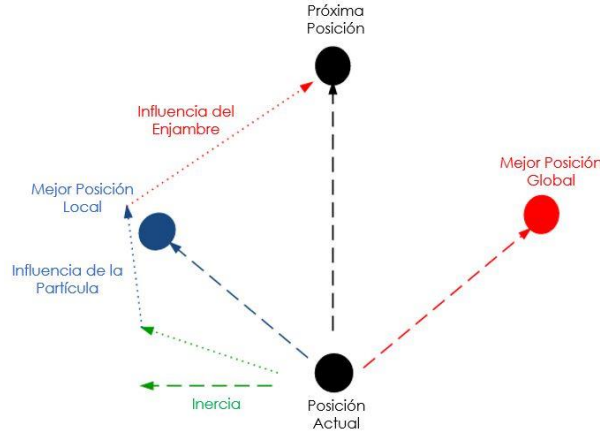 Próxima
Posición
Influencia del
Enjambre
Mejor Posición
Global
Mejor Posición
Local
Influencia de la
Partícula
Inercia
Posición
Actual